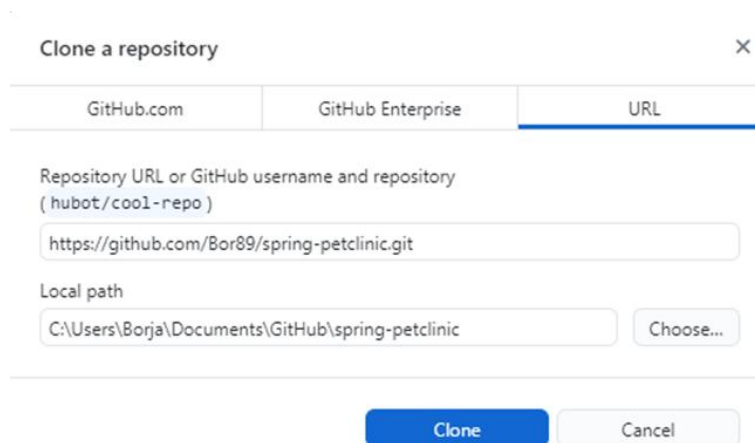 Clone a repository
GitHub.com GitHub Enterprise URL
Repository URL or GitHub username and repository
(hubot/cool-repo)
https://github.com/Bor89/spring-petclinic.git
Local path
C:\Users\Borja\Documents\GitHub\spring-petclinic Choose...
Clone Cancel